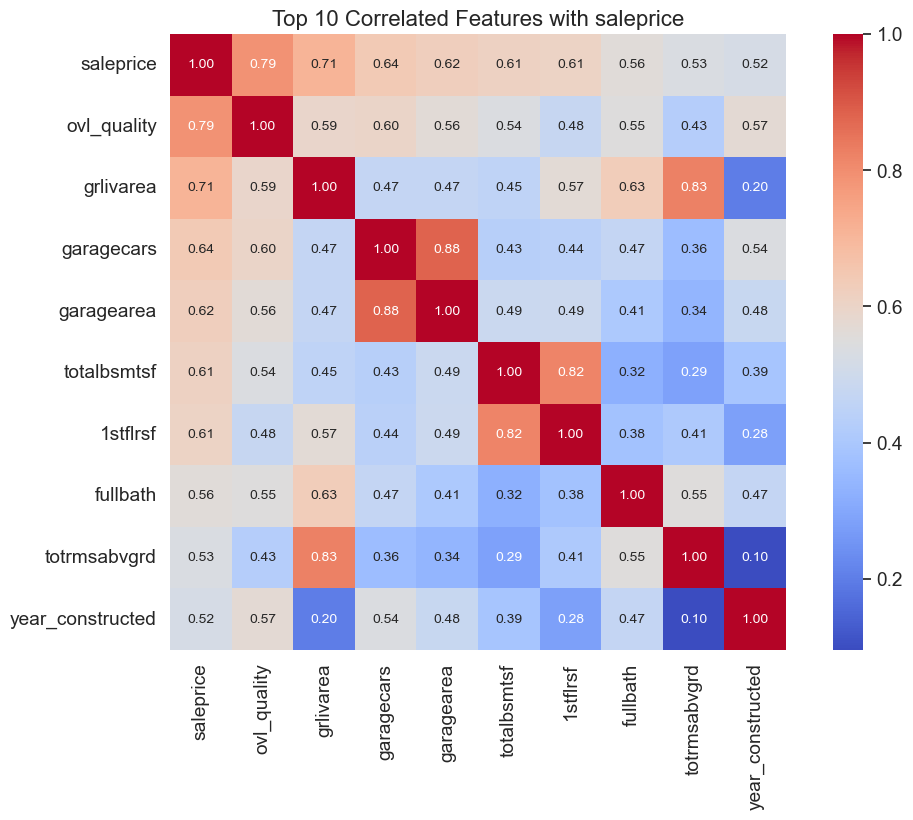 Top 10 Correlated Features with saleprice
saleprice 1.00 0.79 0.71 0.64 0.62 0.61 0.61 0.56 0.53 0.52
ovl_quality 0.79 1.00 0.59 0.60 0.56 0.54 0.48 0.55 0.43 0.57
grlivarea 0.71 0.59 1.00 0.47 0.47 0.45 0.57 0.63 0.83 0.20
garagecars 0.64 0.60 0.47 1.00 0.88 0.43 0.44 0.47 0.36 0.54
garagearea 0.62 0.56 0.47 0.88 1.00 0.49 0.49 0.41 0.34 0.48
totalbsmtsf 0.61 0.54 0.45 0.43 0.49 1.00 0.82 0.32 0.29 0.39
1stflrsf 0.61 0.48 0.57 0.44 0.49 0.82 1.00 0.38 0.41 0.28
fullbath 0.56 0.55 0.63 0.47 0.41 0.32 0.38 1.00 0.55 0.47
totrmsabvgrd 0.53 0.43 0.83 0.36 0.34 0.29 0.41 0.55 1.00 0.10
year_constructed 0.52 0.57 0.20 0.54 0.48 0.39 0.28 0.47 0.10 1.00
saleprice
ovl_quality
grlivarea
garagecars
garagearea
totalbsmtsf
1stflrsf
fullbath
totrmsabvgrd
year_constructed
1.0
0.8
0.6
0.4
0.2